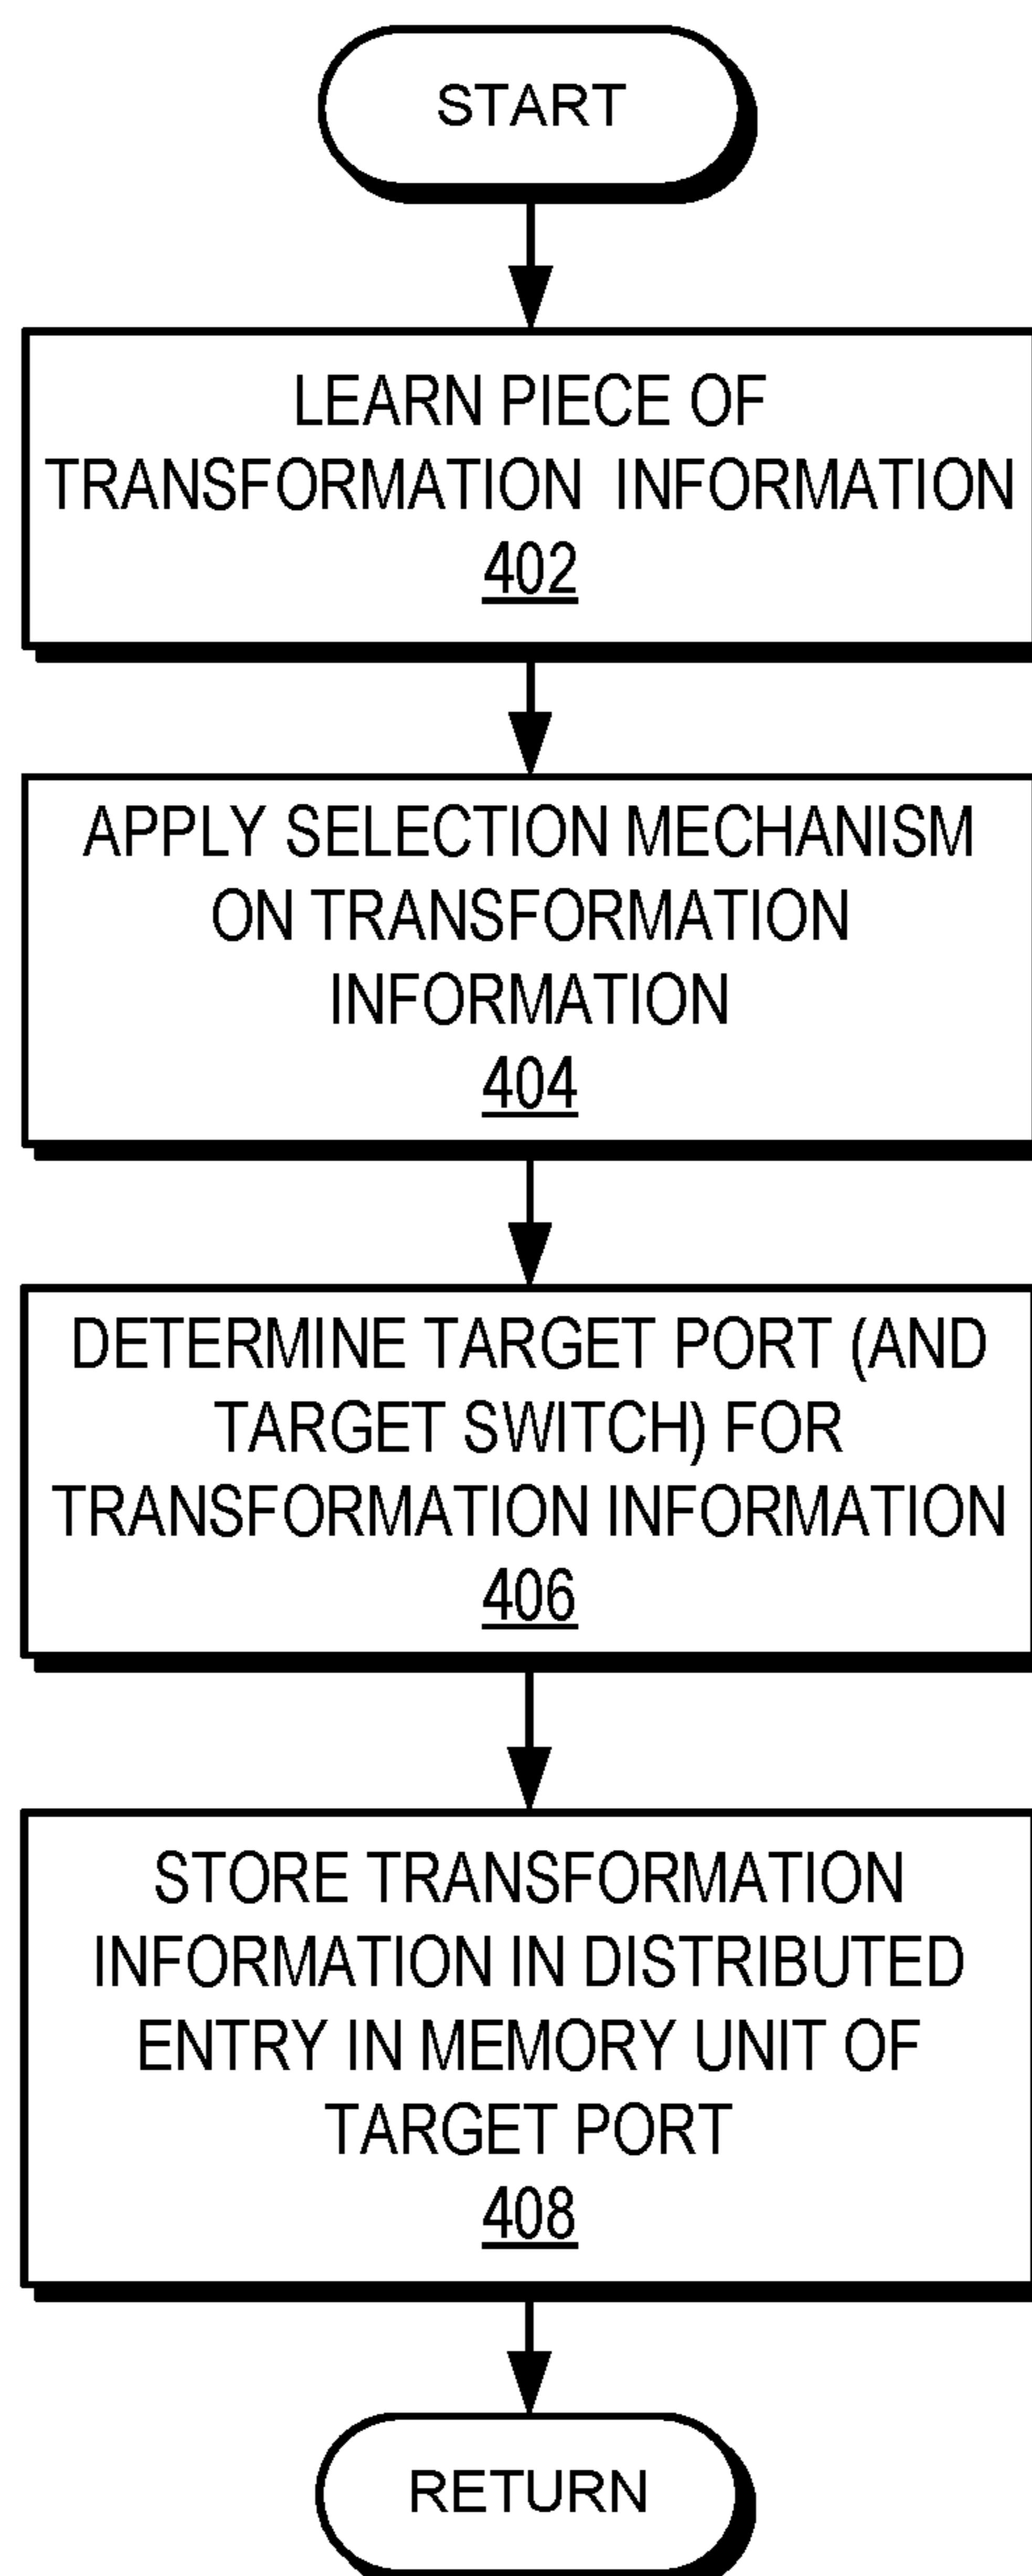 START
LEARN PIECE OF
TRANSFORMATION INFORMATION
402
APPLY SELECTION MECHANISM
ON TRANSFORMATION
INFORMATION
404
DETERMINE TARGET PORT (AND
TARGET SWITCH) FOR
TRANSFORMATION INFORMATION
406
STORE TRANSFORMATION
INFORMATION IN DISTRIBUTED
ENTRY IN MEMORY UNIT OF
TARGET PORT
408
RETURN